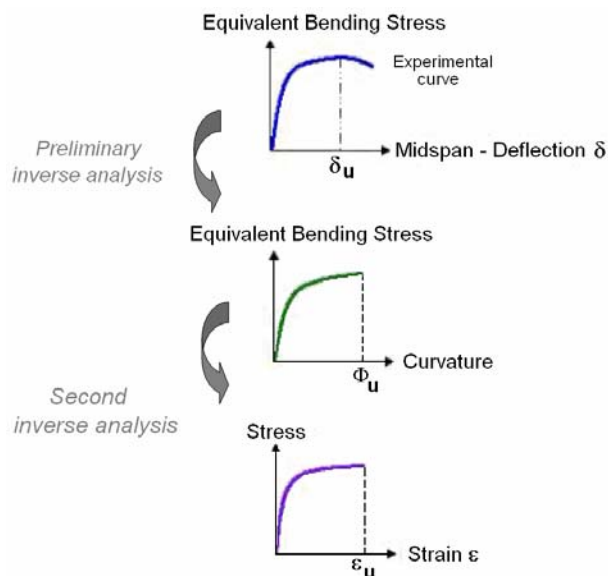 Equivalent Bending Stress
Experimental
curve
Preliminary
inverse analysis
Midspan - Deflection δ
δu
Equivalent Bending Stress
Curvature
Φu
Second
inverse analysis
Stress
Strain ε
εu